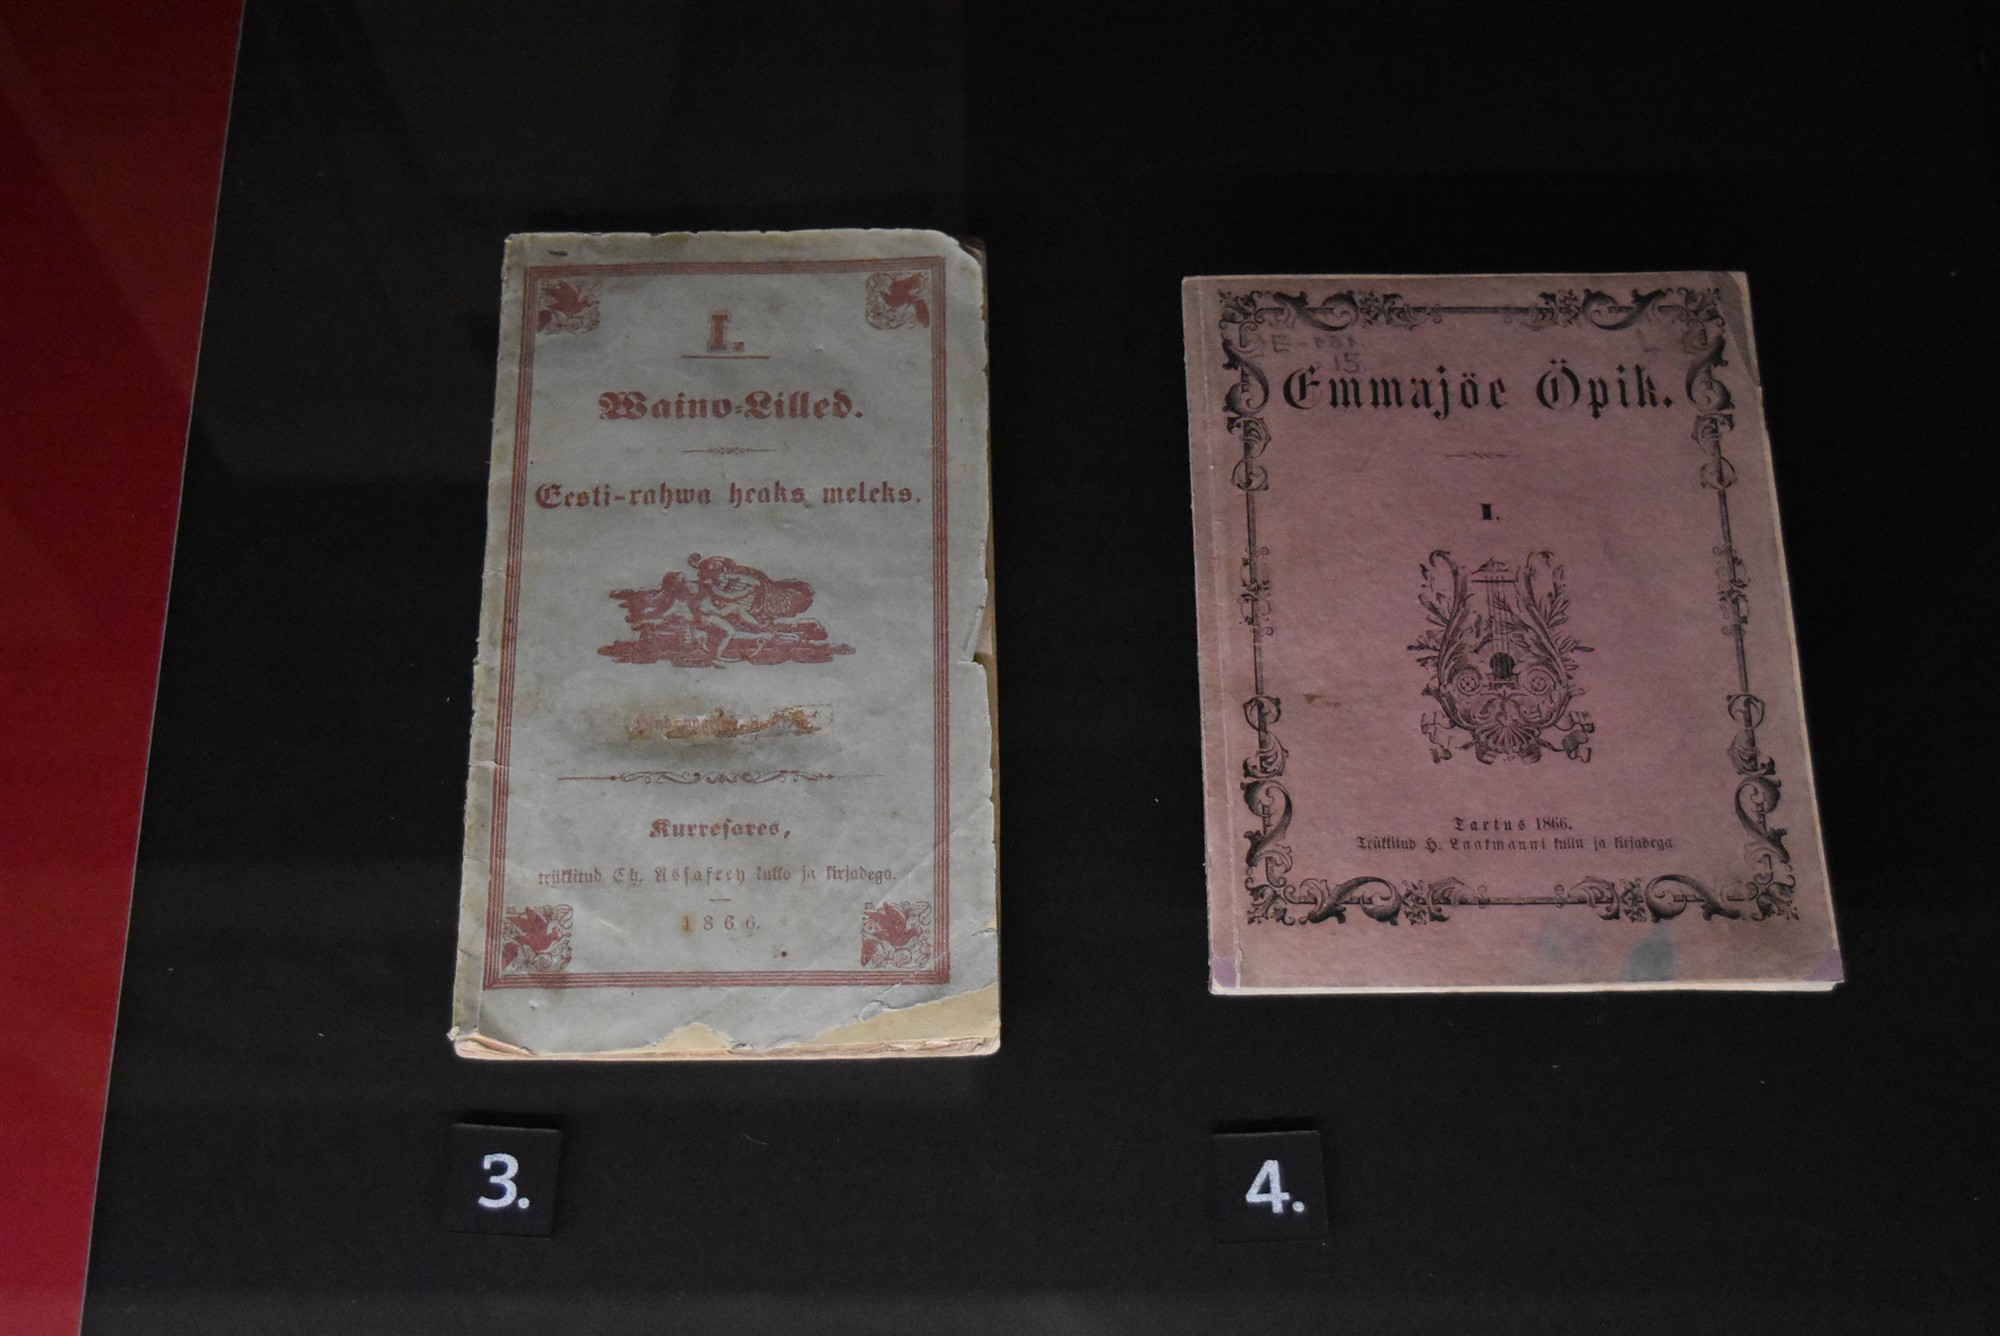 I.
Waino-Lilled.
Eesti-rahwa heaks meleks.
Kurresares,
trükkitud Ch. Assafrey kullo ja kirjadega.
1866.
3.
Emmajöe Öpik.
I.
Tartus 1866.
Trükkitud H. Laakmanni kullu ja kirjadega.
4.